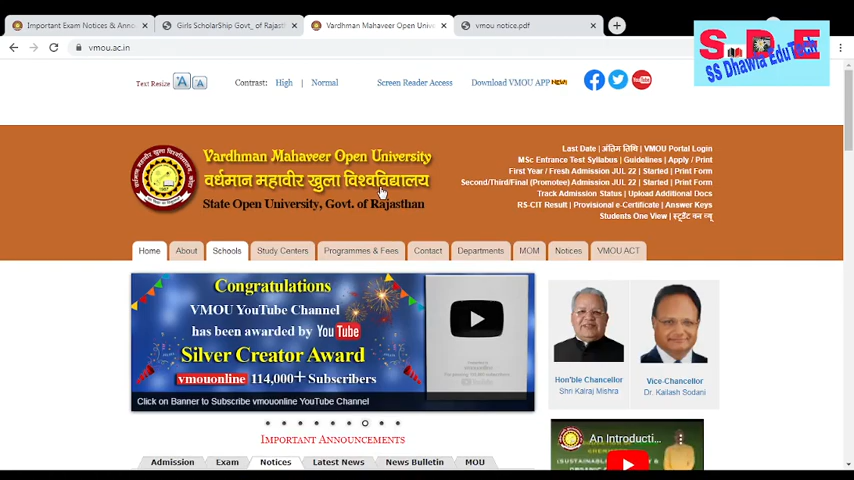 Important Exam Notices & Anno
Girls ScholarShip Govt_ of Rajast
Vardhman Mahaveer Open Unive
vmou notice.pdf
vmou.ac.in
S D E
SS Dhawla EduTech
Text Resize A A
Contrast: High | Normal
Screen Reader Access
Download VMOU APP NEW
YouTube
Vardhman Mahaveer Open University
वर्धमान महावीर खुला विश्वविद्यालय
State Open University, Govt. of Rajasthan
Last Date | अंतिम तिथि | VMOU Portal Login
MSc Entrance Test Syllabus | Guidelines | Apply / Print
First Year / Fresh Admission JUL 22 | Started | Print Form
Second/Third/Final (Promotee) Admission JUL 22 | Started | Print Form
Track Admission Status | Upload Additional Docs
RS-CIT Result | Provisional e-Certificate | Answer Keys
Students One View | स्टूडेंट वन व्यू
Home About Schools Study Centers Programmes & Fees Contact Departments MOM Notices VMOU ACT
Congratulations
VMOU YouTube Channel
has been awarded by YouTube
Silver Creator Award
vmouonline 114,000+ Subscribers
Click on Banner to Subscribe vmouonline YouTube Channel
Hon'ble Chancellor
Shri Kalraj Mishra
Vice-Chancellor
Dr. Kailash Sodani
IMPORTANT ANNOUNCEMENTS
Admission Exam Notices Latest News News Bulletin MOU
An Introducti...